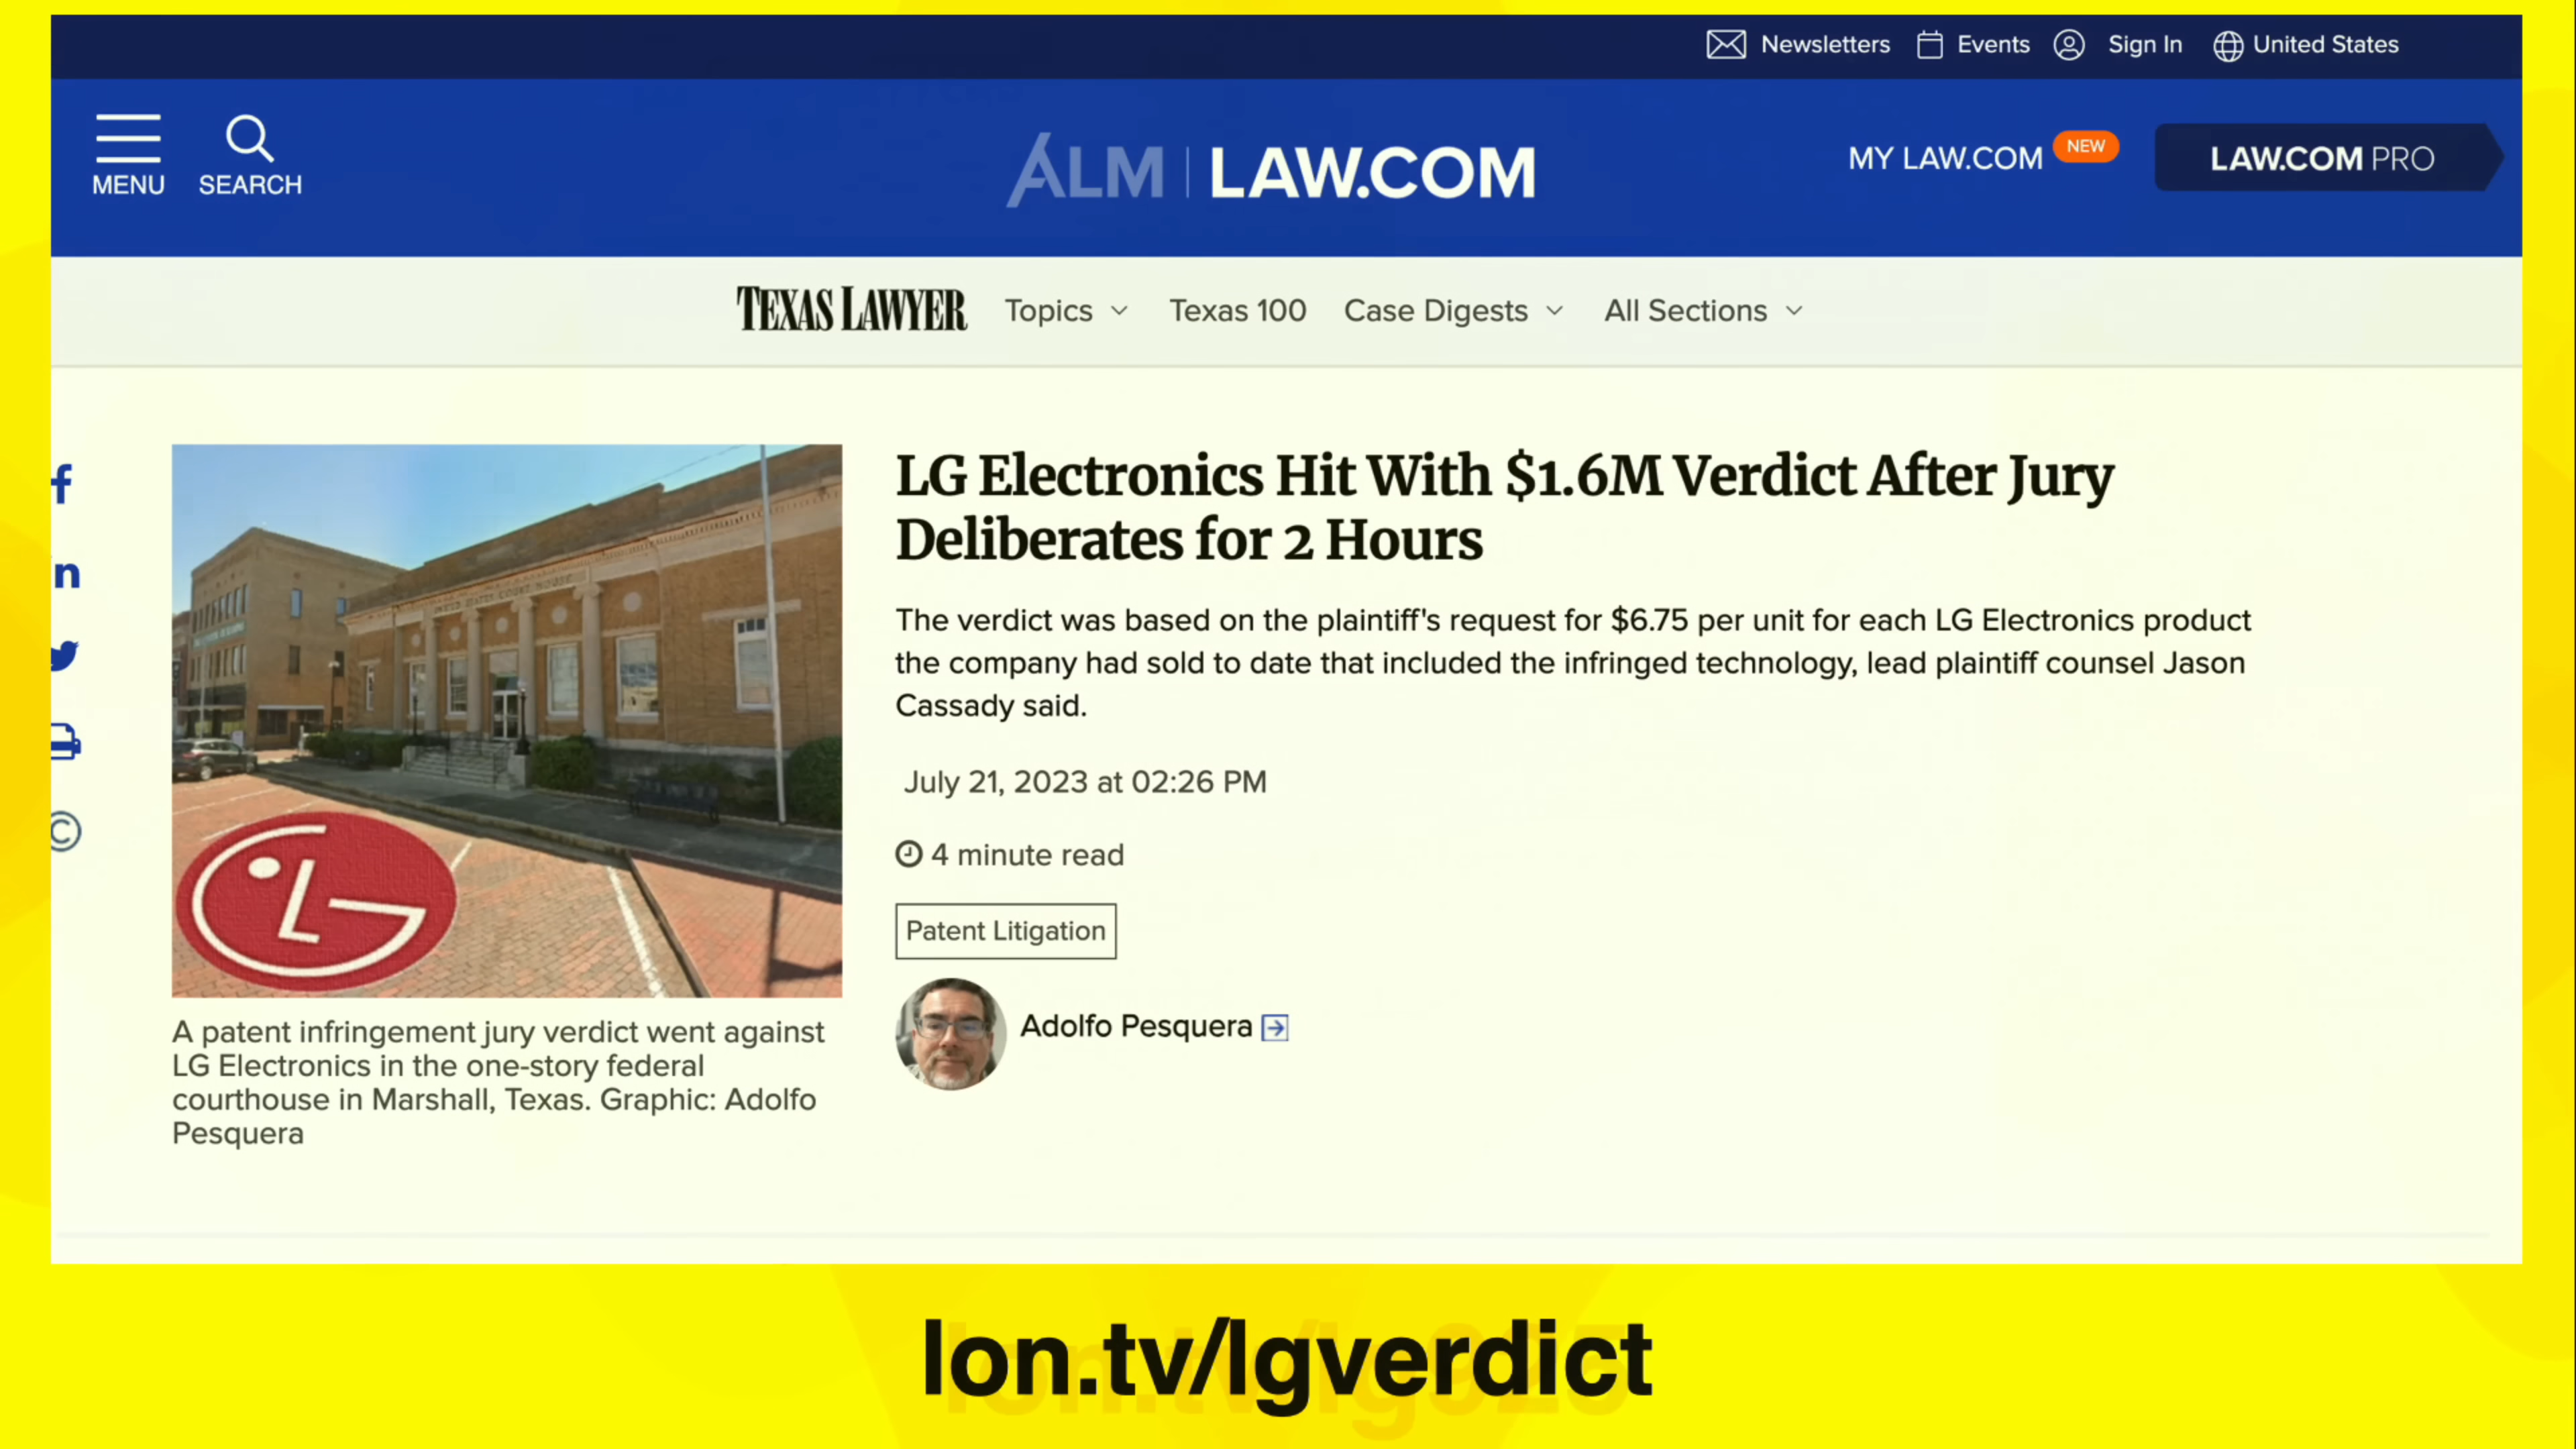 Newsletters Events Sign In United States
MENU SEARCH
ALM | LAW.COM
MY LAW.COM NEW LAW.COM PRO
TEXAS LAWYER Topics Texas 100 Case Digests All Sections
LG Electronics Hit With $1.6M Verdict After Jury
Deliberates for 2 Hours
The verdict was based on the plaintiff's request for $6.75 per unit for each LG Electronics product
the company had sold to date that included the infringed technology, lead plaintiff counsel Jason
Cassady said.
July 21, 2023 at 02:26 PM
4 minute read
Patent Litigation
Adolfo Pesquera
UNITED STATES COURT HOUSE
LG
A patent infringement jury verdict went against
LG Electronics in the one-story federal
courthouse in Marshall, Texas. Graphic: Adolfo
Pesquera
lon.tv/lgverdict